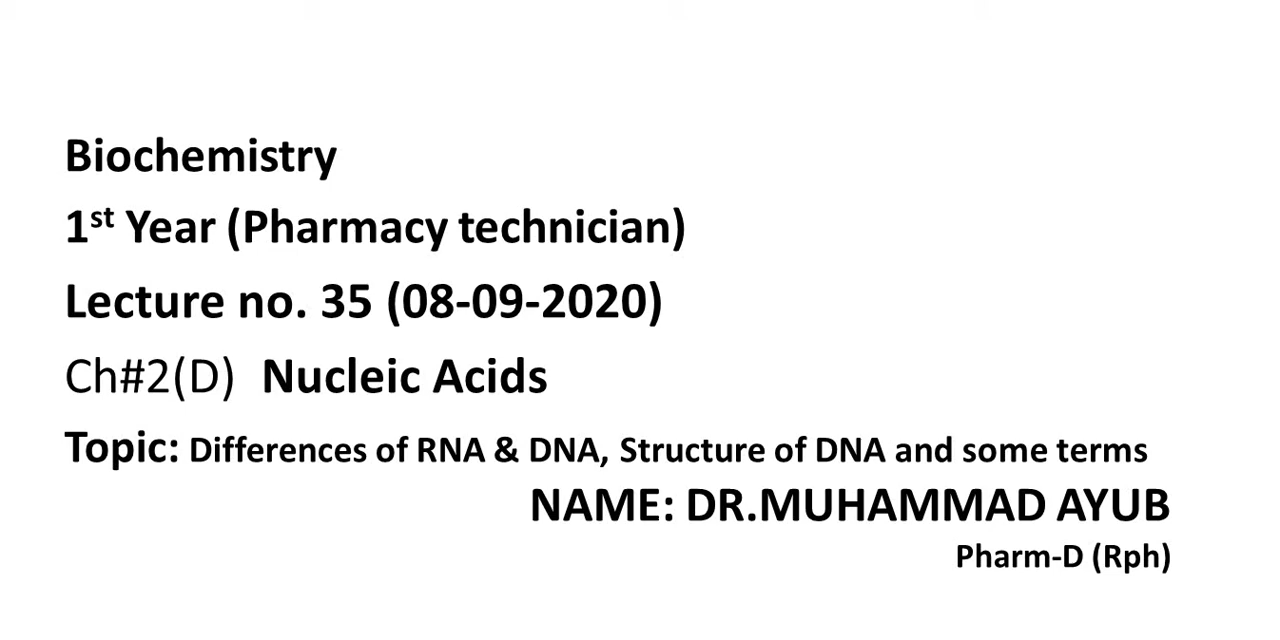 Biochemistry
1st Year (Pharmacy technician)
Lecture no. 35 (08-09-2020)
Ch#2(D) Nucleic Acids
Topic: Differences of RNA & DNA, Structure of DNA and some terms
NAME: DR.MUHAMMAD AYUB
Pharm-D (Rph)